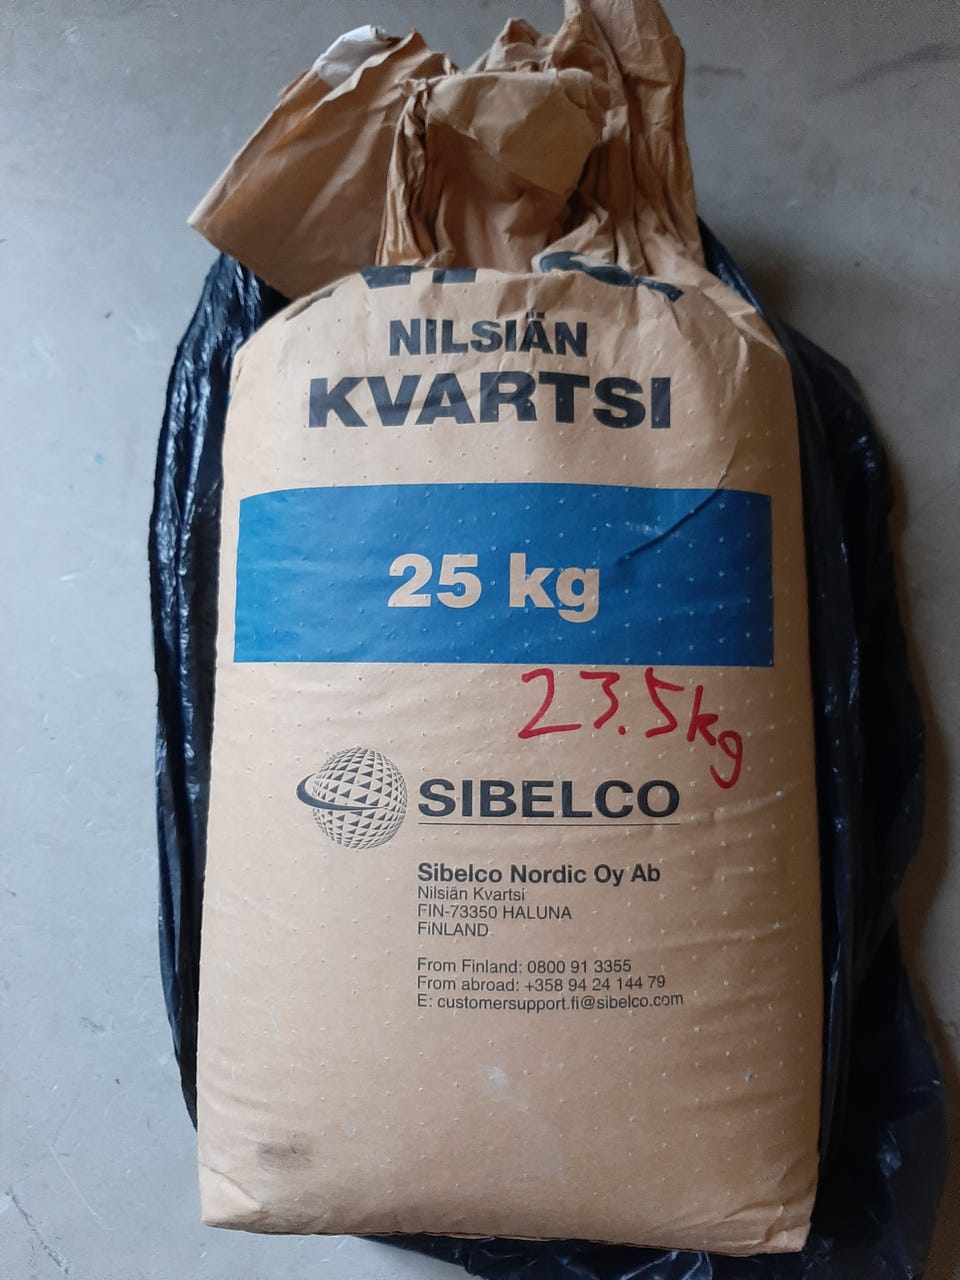 NILSIÄN
KVARTSI
25 kg
23.5kg
SIBELCO
Sibelco Nordic Oy Ab
Nilsiän Kvartsi
FIN-73350 HALUNA
FiNLAND
From Finland: 0800 91 3355
From abroad: +358 94 24 144 79
E: customersupport.fi@sibelco.com